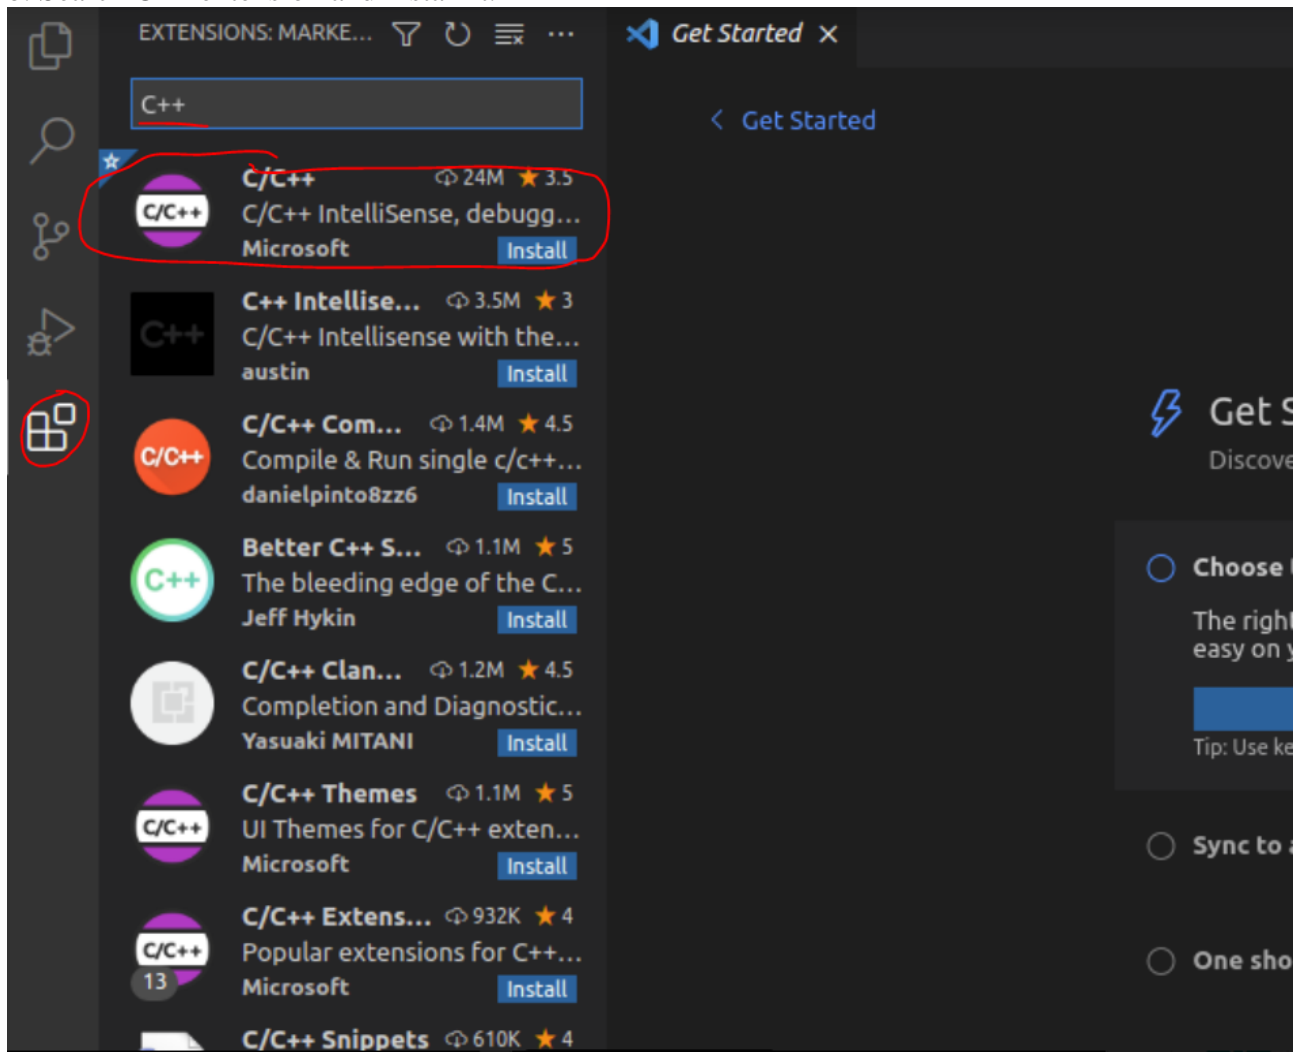 EXTENSIONS: MARKE...
Get Started
C++
Get Started
C/C++ 24M 3.5
C/C++ C/C++ IntelliSense, debugg...
Microsoft Install
C++ Intellise... 3.5M 3
C++ C/C++ Intellisense with the...
austin Install
C/C++ Com... 1.4M 4.5
C/C++ Compile & Run single c/c++...
danielpinto8zz6 Install
Better C++ S... 1.1M 5
C++ The bleeding edge of the C...
Jeff Hykin Install
C/C++ Clan... 1.2M 4.5
Completion and Diagnostic...
Yasuaki MITANI Install
C/C++ Themes 1.1M 5
C/C++ UI Themes for C/C++ exten...
Microsoft Install
C/C++ Extens... 932K 4
C/C++ Popular extensions for C++...
13 Microsoft Install
C/C++ Snippets 610K 4
Get S
Discove
Choose
The right
easy on y
Tip: Use ke
Sync to a
One sho